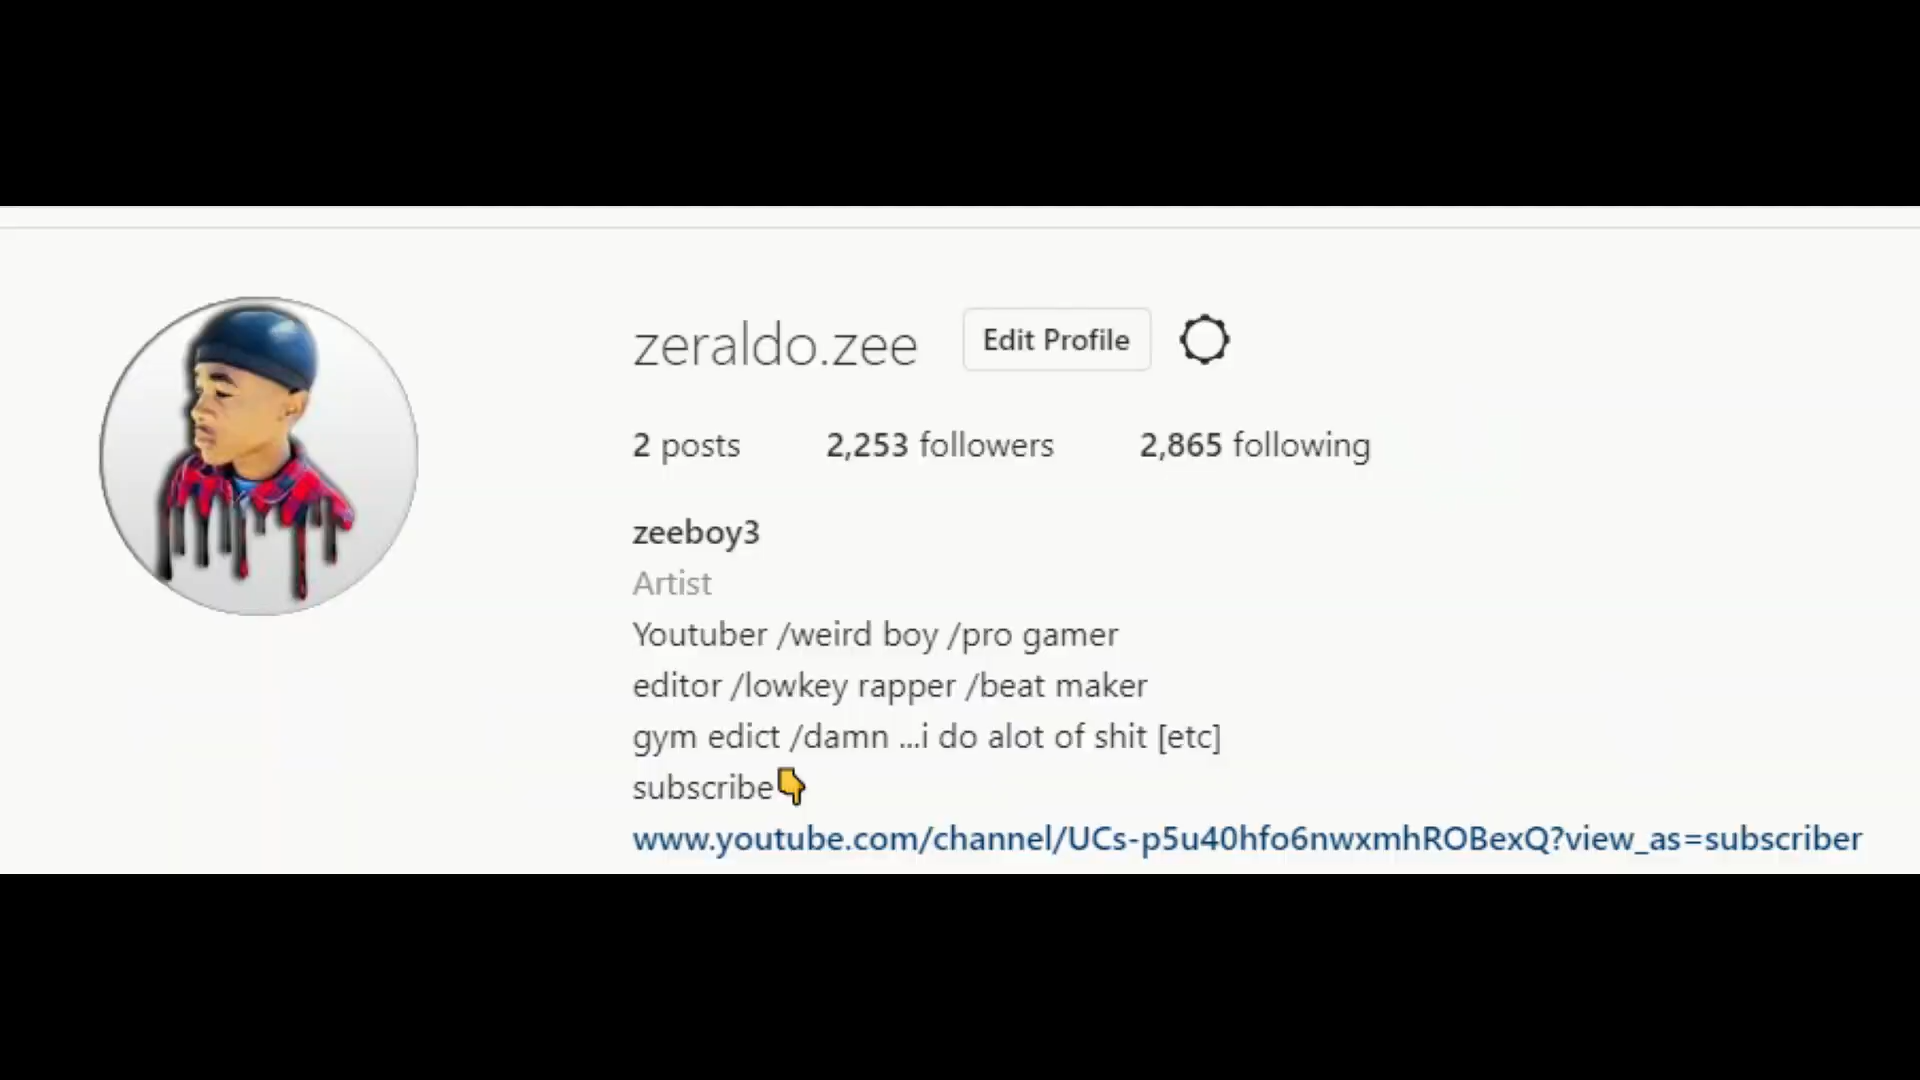 zeraldo.zee Edit Profile
2 posts 2,253 followers 2,865 following
zeeboy3
Artist
Youtuber /weird boy /pro gamer
editor /lowkey rapper /beat maker
gym edict /damn ...i do alot of shit [etc]
subscribe👇
www.youtube.com/channel/UCs-p5u40hfo6nwxmhROBexQ?view_as=subscriber